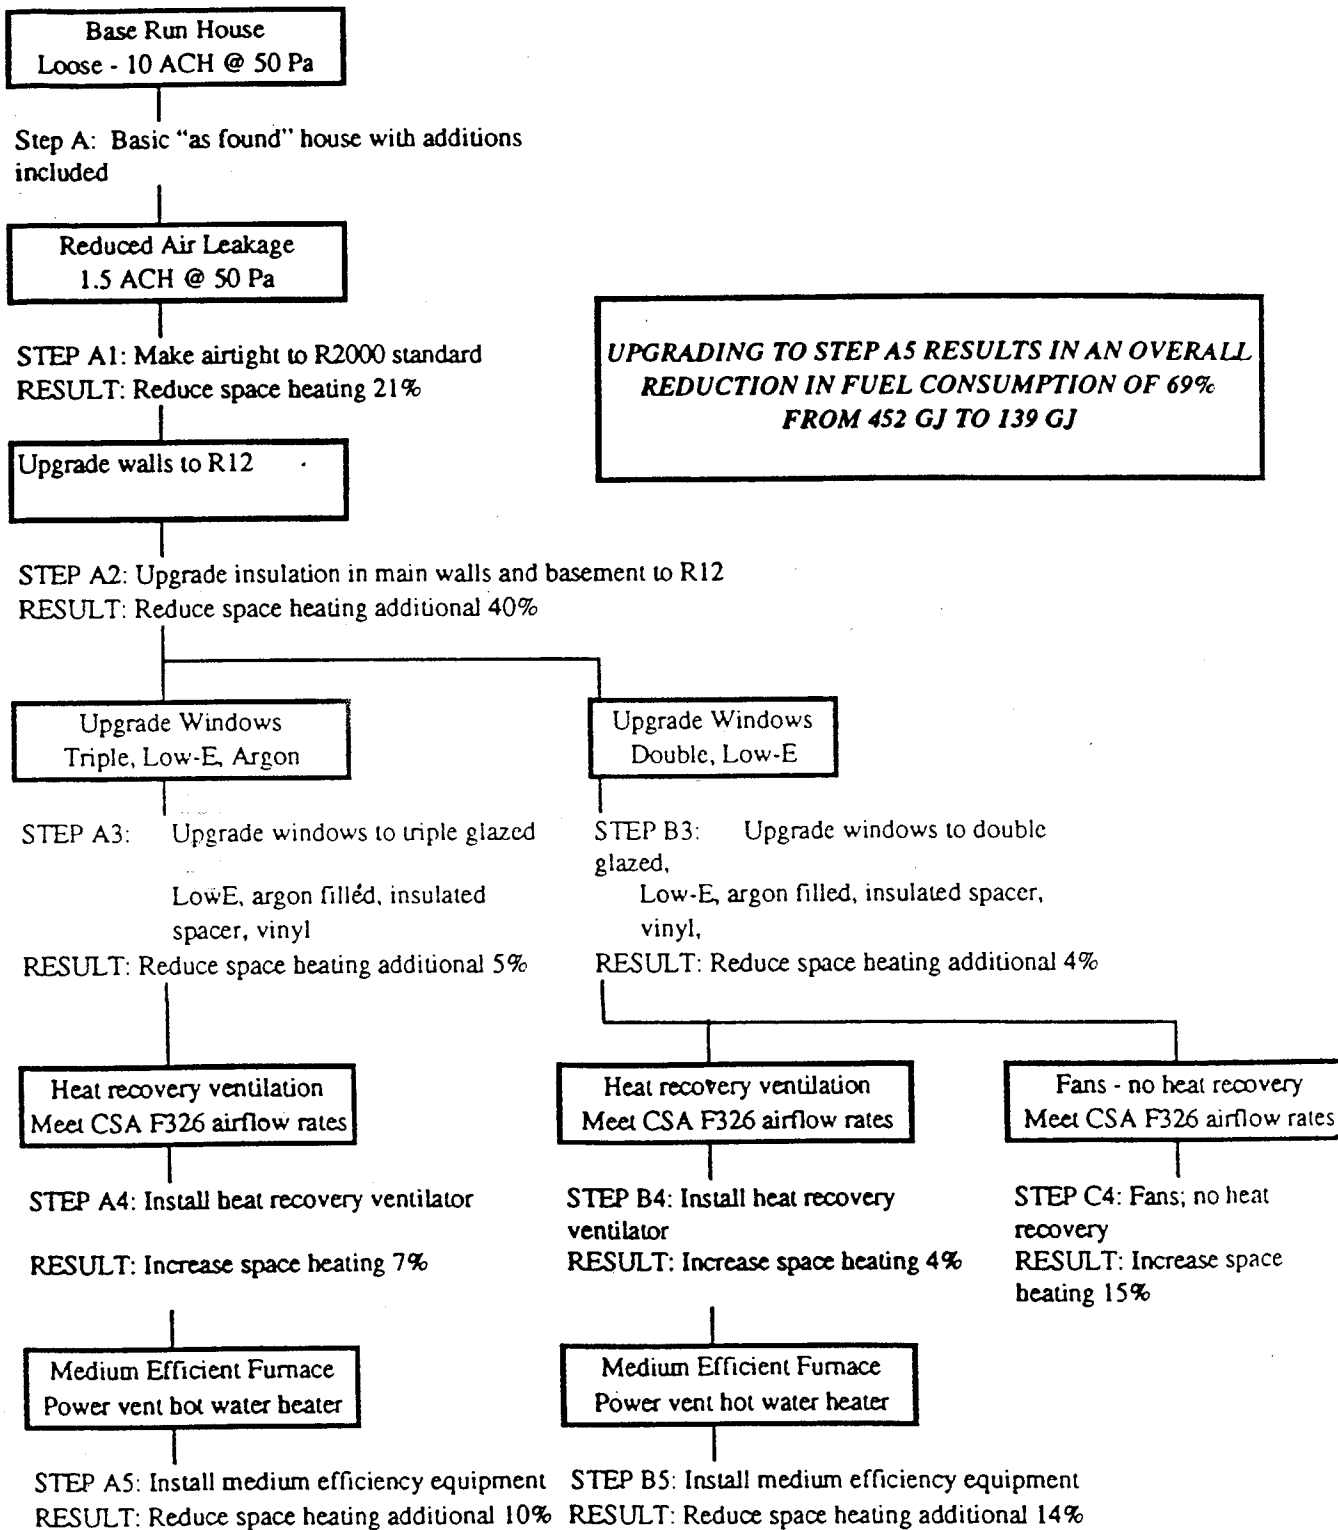 Base Run House
Loose - 10 ACH @ 50 Pa
Step A: Basic “as found” house with additions
included
Reduced Air Leakage
1.5 ACH @ 50 Pa
STEP A1: Make airtight to R2000 standard
RESULT: Reduce space heating 21%
UPGRADING TO STEP A5 RESULTS IN AN OVERALL
REDUCTION IN FUEL CONSUMPTION OF 69%
FROM 452 GJ TO 139 GJ
Upgrade walls to R12
STEP A2: Upgrade insulation in main walls and basement to R12
RESULT: Reduce space heating additional 40%
Upgrade Windows
Triple, Low-E, Argon
Upgrade Windows
Double, Low-E
STEP A3: Upgrade windows to triple glazed
LowE, argon filled, insulated
spacer, vinyl
RESULT: Reduce space heating additional 5%
STEP B3: Upgrade windows to double
glazed,
Low-E, argon filled, insulated spacer,
vinyl,
RESULT: Reduce space heating additional 4%
Heat recovery ventilation
Meet CSA F326 airflow rates
Heat recovery ventilation
Meet CSA F326 airflow rates
Fans - no heat recovery
Meet CSA F326 airflow rates
STEP A4: Install heat recovery ventilator
RESULT: Increase space heating 7%
STEP B4: Install heat recovery
ventilator
RESULT: Increase space heating 4%
STEP C4: Fans; no heat
recovery
RESULT: Increase space
heating 15%
Medium Efficient Furnace
Power vent hot water heater
Medium Efficient Furnace
Power vent hot water heater
STEP A5: Install medium efficiency equipment
RESULT: Reduce space heating additional 10%
STEP B5: Install medium efficiency equipment
RESULT: Reduce space heating additional 14%